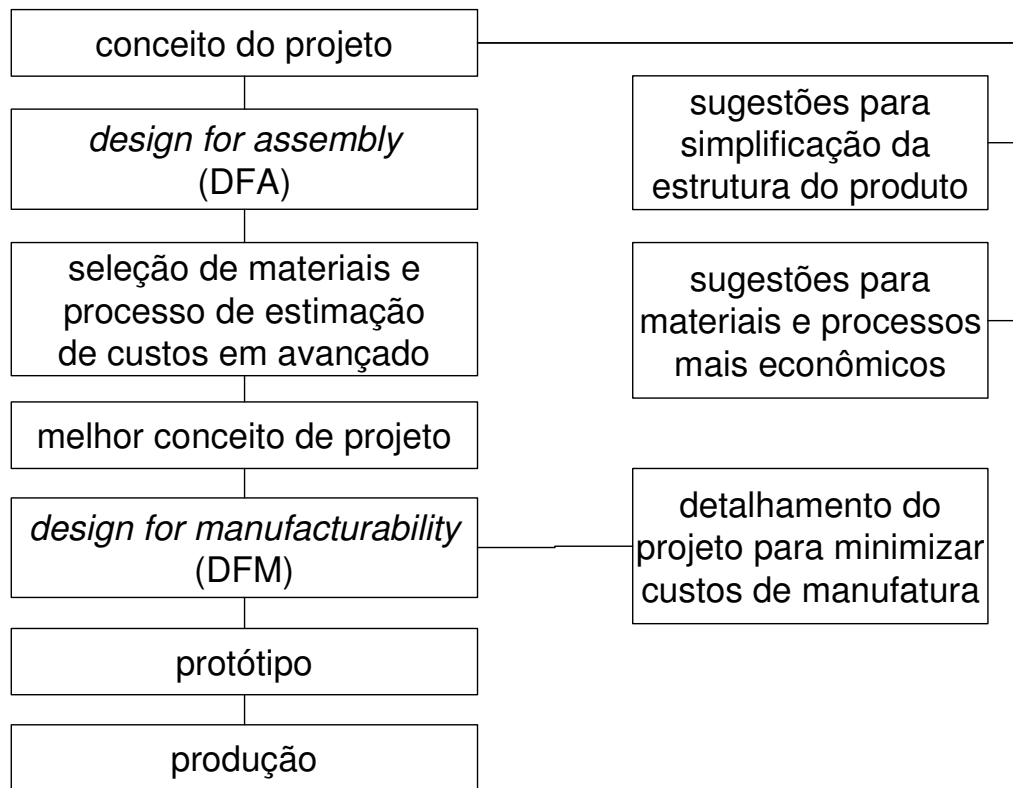 conceito do projeto
design for assembly
(DFA)
seleção de materiais e
processo de estimação
de custos em avançado
melhor conceito de projeto
design for manufacturability
(DFM)
protótipo
produção
sugestões para
simplificação da
estrutura do produto
sugestões para
materiais e processos
mais econômicos
detalhamento do
projeto para minimizar
custos de manufatura